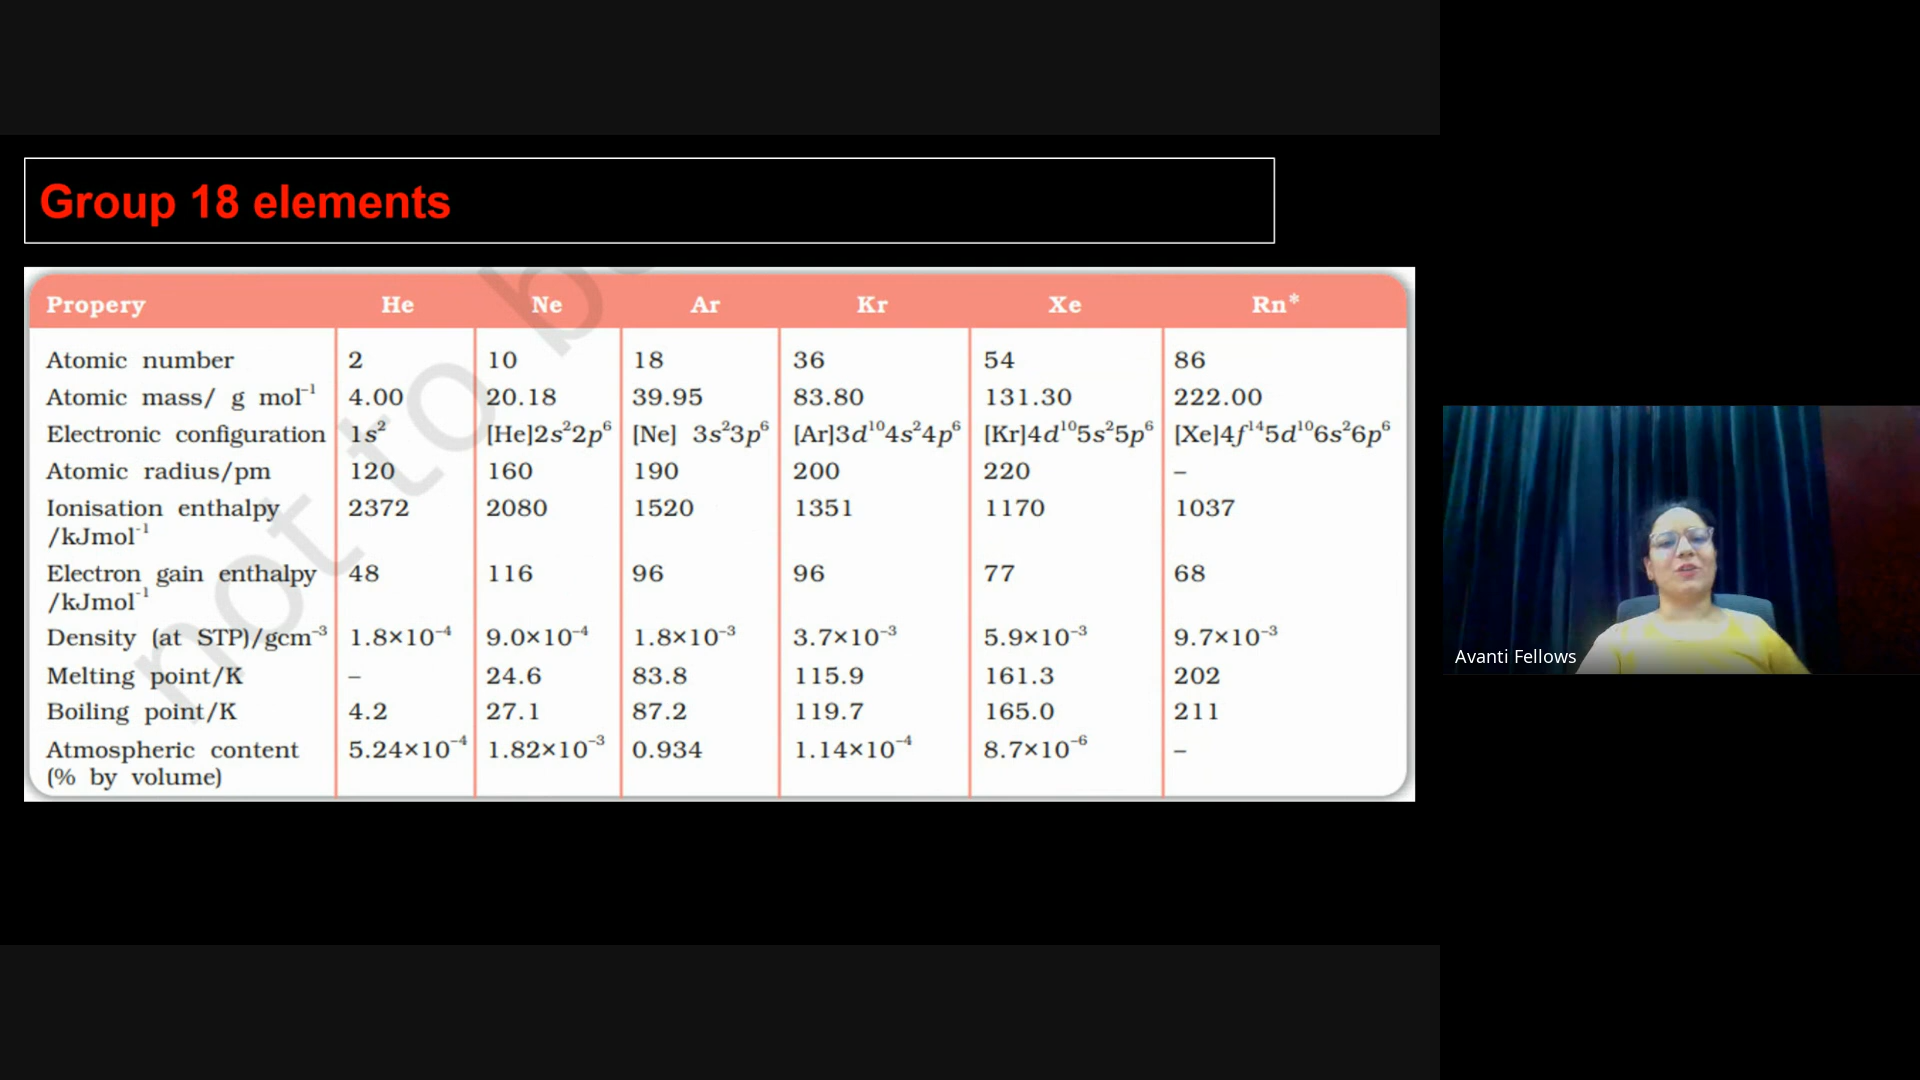 Group 18 elements
Propery He Ne Ar Kr Xe Rn*
Atomic number 2 10 18 36 54 86
Atomic mass/ g mol⁻¹ 4.00 20.18 39.95 83.80 131.30 222.00
Electronic configuration 1s² [He]2s²2p⁶ [Ne] 3s²3p⁶ [Ar]3d¹⁰4s²4p⁶ [Kr]4d¹⁰5s²5p⁶ [Xe]4f¹⁴5d¹⁰6s²6p⁶
Atomic radius/pm 120 160 190 200 220 –
Ionisation enthalpy 2372 2080 1520 1351 1170 1037
/kJmol⁻¹
Electron gain enthalpy 48 116 96 96 77 68
/kJmol⁻¹
Density (at STP)/gcm⁻³ 1.8×10⁻⁴ 9.0×10⁻⁴ 1.8×10⁻³ 3.7×10⁻³ 5.9×10⁻³ 9.7×10⁻³
Melting point/K – 24.6 83.8 115.9 161.3 202
Boiling point/K 4.2 27.1 87.2 119.7 165.0 211
Atmospheric content 5.24×10⁻⁴ 1.82×10⁻³ 0.934 1.14×10⁻⁴ 8.7×10⁻⁶ –
(% by volume)
not to b
Avanti Fellows